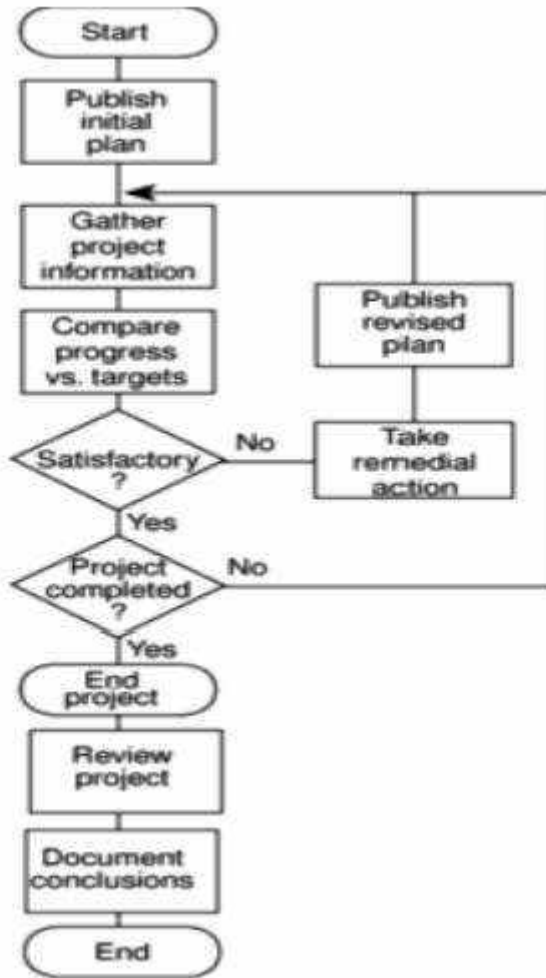 Start
Publish
initial
plan
Gather
project
information
Compare
progress
vs. targets
Pulblish
revised
plan
Satisfactory
?
No
Take
remedial
action
Yes
Project
completed
?
No
Yes
End
project
Review
project
Document
conclusions
End